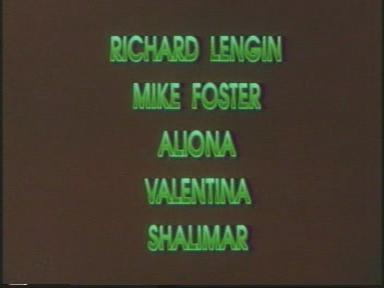 RICHARD LENGIN
MIKE FOSTER
ALIONA
VALENTINA
SHALIMAR